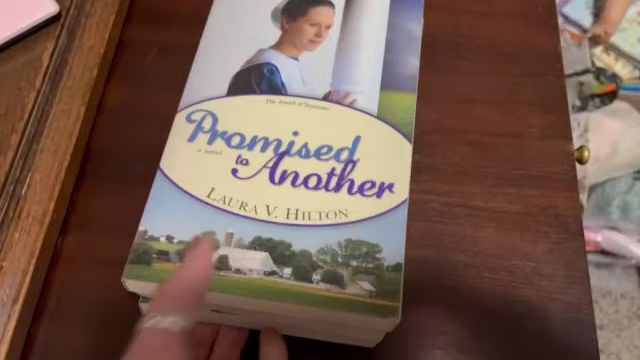 The Amish of Seymour
Promised
a novel
to
Another
LAURA V. HILTON